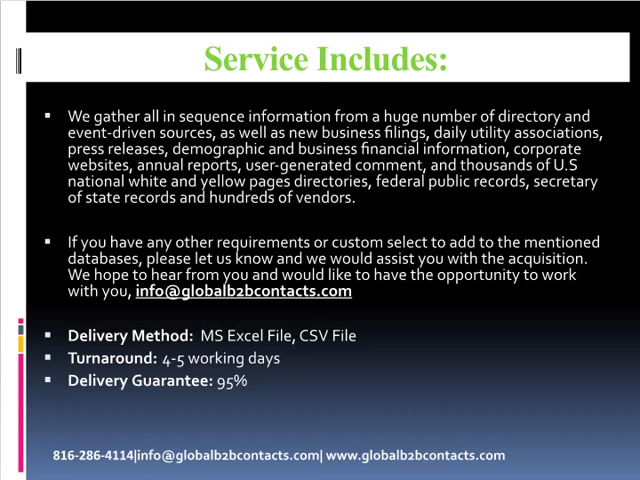 Service Includes:
We gather all in sequence information from a huge number of directory and
event-driven sources, as well as new business filings, daily utility associations,
press releases, demographic and business financial information, corporate
websites, annual reports, user-generated comment, and thousands of U.S
national white and yellow pages directories, federal public records, secretary
of state records and hundreds of vendors.
If you have any other requirements or custom select to add to the mentioned
databases, please let us know and we would assist you with the acquisition.
We hope to hear from you and would like to have the opportunity to work
with you, info@globalb2bcontacts.com
Delivery Method: MS Excel File, CSV File
Turnaround: 4-5 working days
Delivery Guarantee: 95%
816-286-4114|info@globalb2bcontacts.com| www.globalb2bcontacts.com